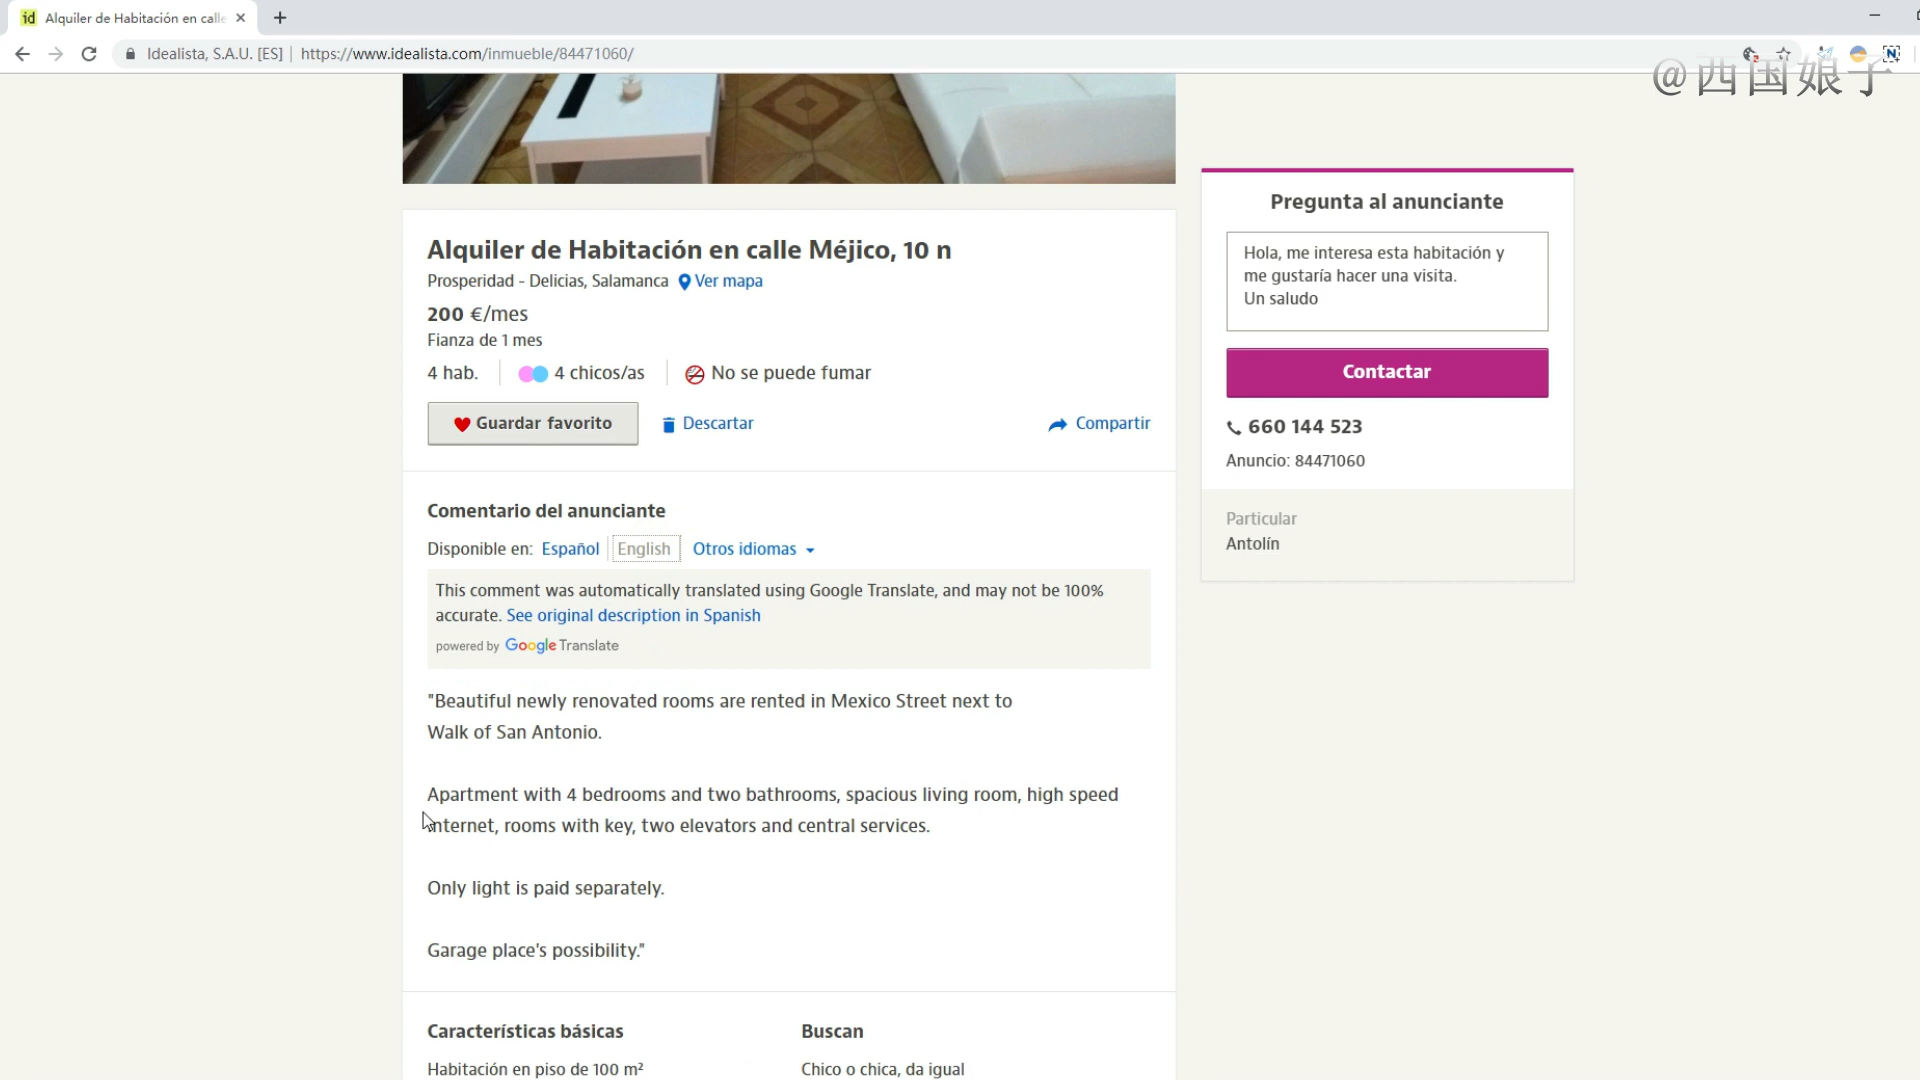 id Alquiler de Habitación en calle
Idealista, S.A.U. [ES] | https://www.idealista.com/inmueble/84471060/
@西国娘子
Alquiler de Habitación en calle Méjico, 10 n
Prosperidad - Delicias, Salamanca Ver mapa
200 €/mes
Fianza de 1 mes
4 hab. 4 chicos/as No se puede fumar
Guardar favorito Descartar Compartir
Comentario del anunciante
Disponible en: Español English Otros idiomas
This comment was automatically translated using Google Translate, and may not be 100%
accurate. See original description in Spanish
powered by Google Translate
"Beautiful newly renovated rooms are rented in Mexico Street next to
Walk of San Antonio.
Apartment with 4 bedrooms and two bathrooms, spacious living room, high speed
internet, rooms with key, two elevators and central services.
Only light is paid separately.
Garage place's possibility."
Características básicas
Habitación en piso de 100 m²
Buscan
Chico o chica, da igual
Pregunta al anunciante
Hola, me interesa esta habitación y
me gustaría hacer una visita.
Un saludo
Contactar
660 144 523
Anuncio: 84471060
Particular
Antolín